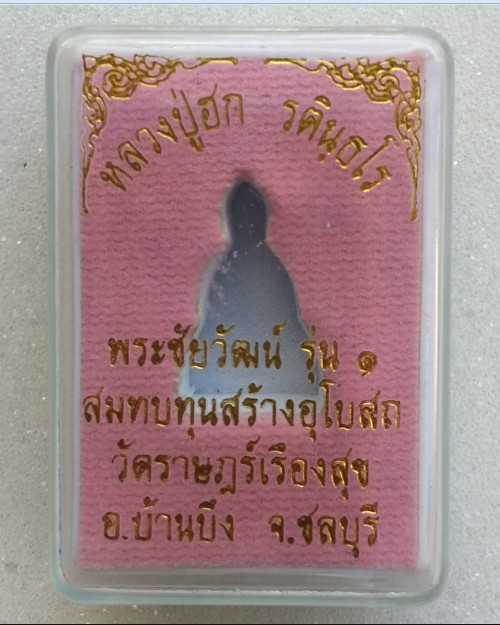 หลวงปู่ฮก รตินฺธโร
พระชัยวัฒน์ รุ่น ๑
สมทบทุนสร้างอุโบสถ
วัดราษฎร์เรืองสุข
อ.บ้านบึง จ.ชลบุรี